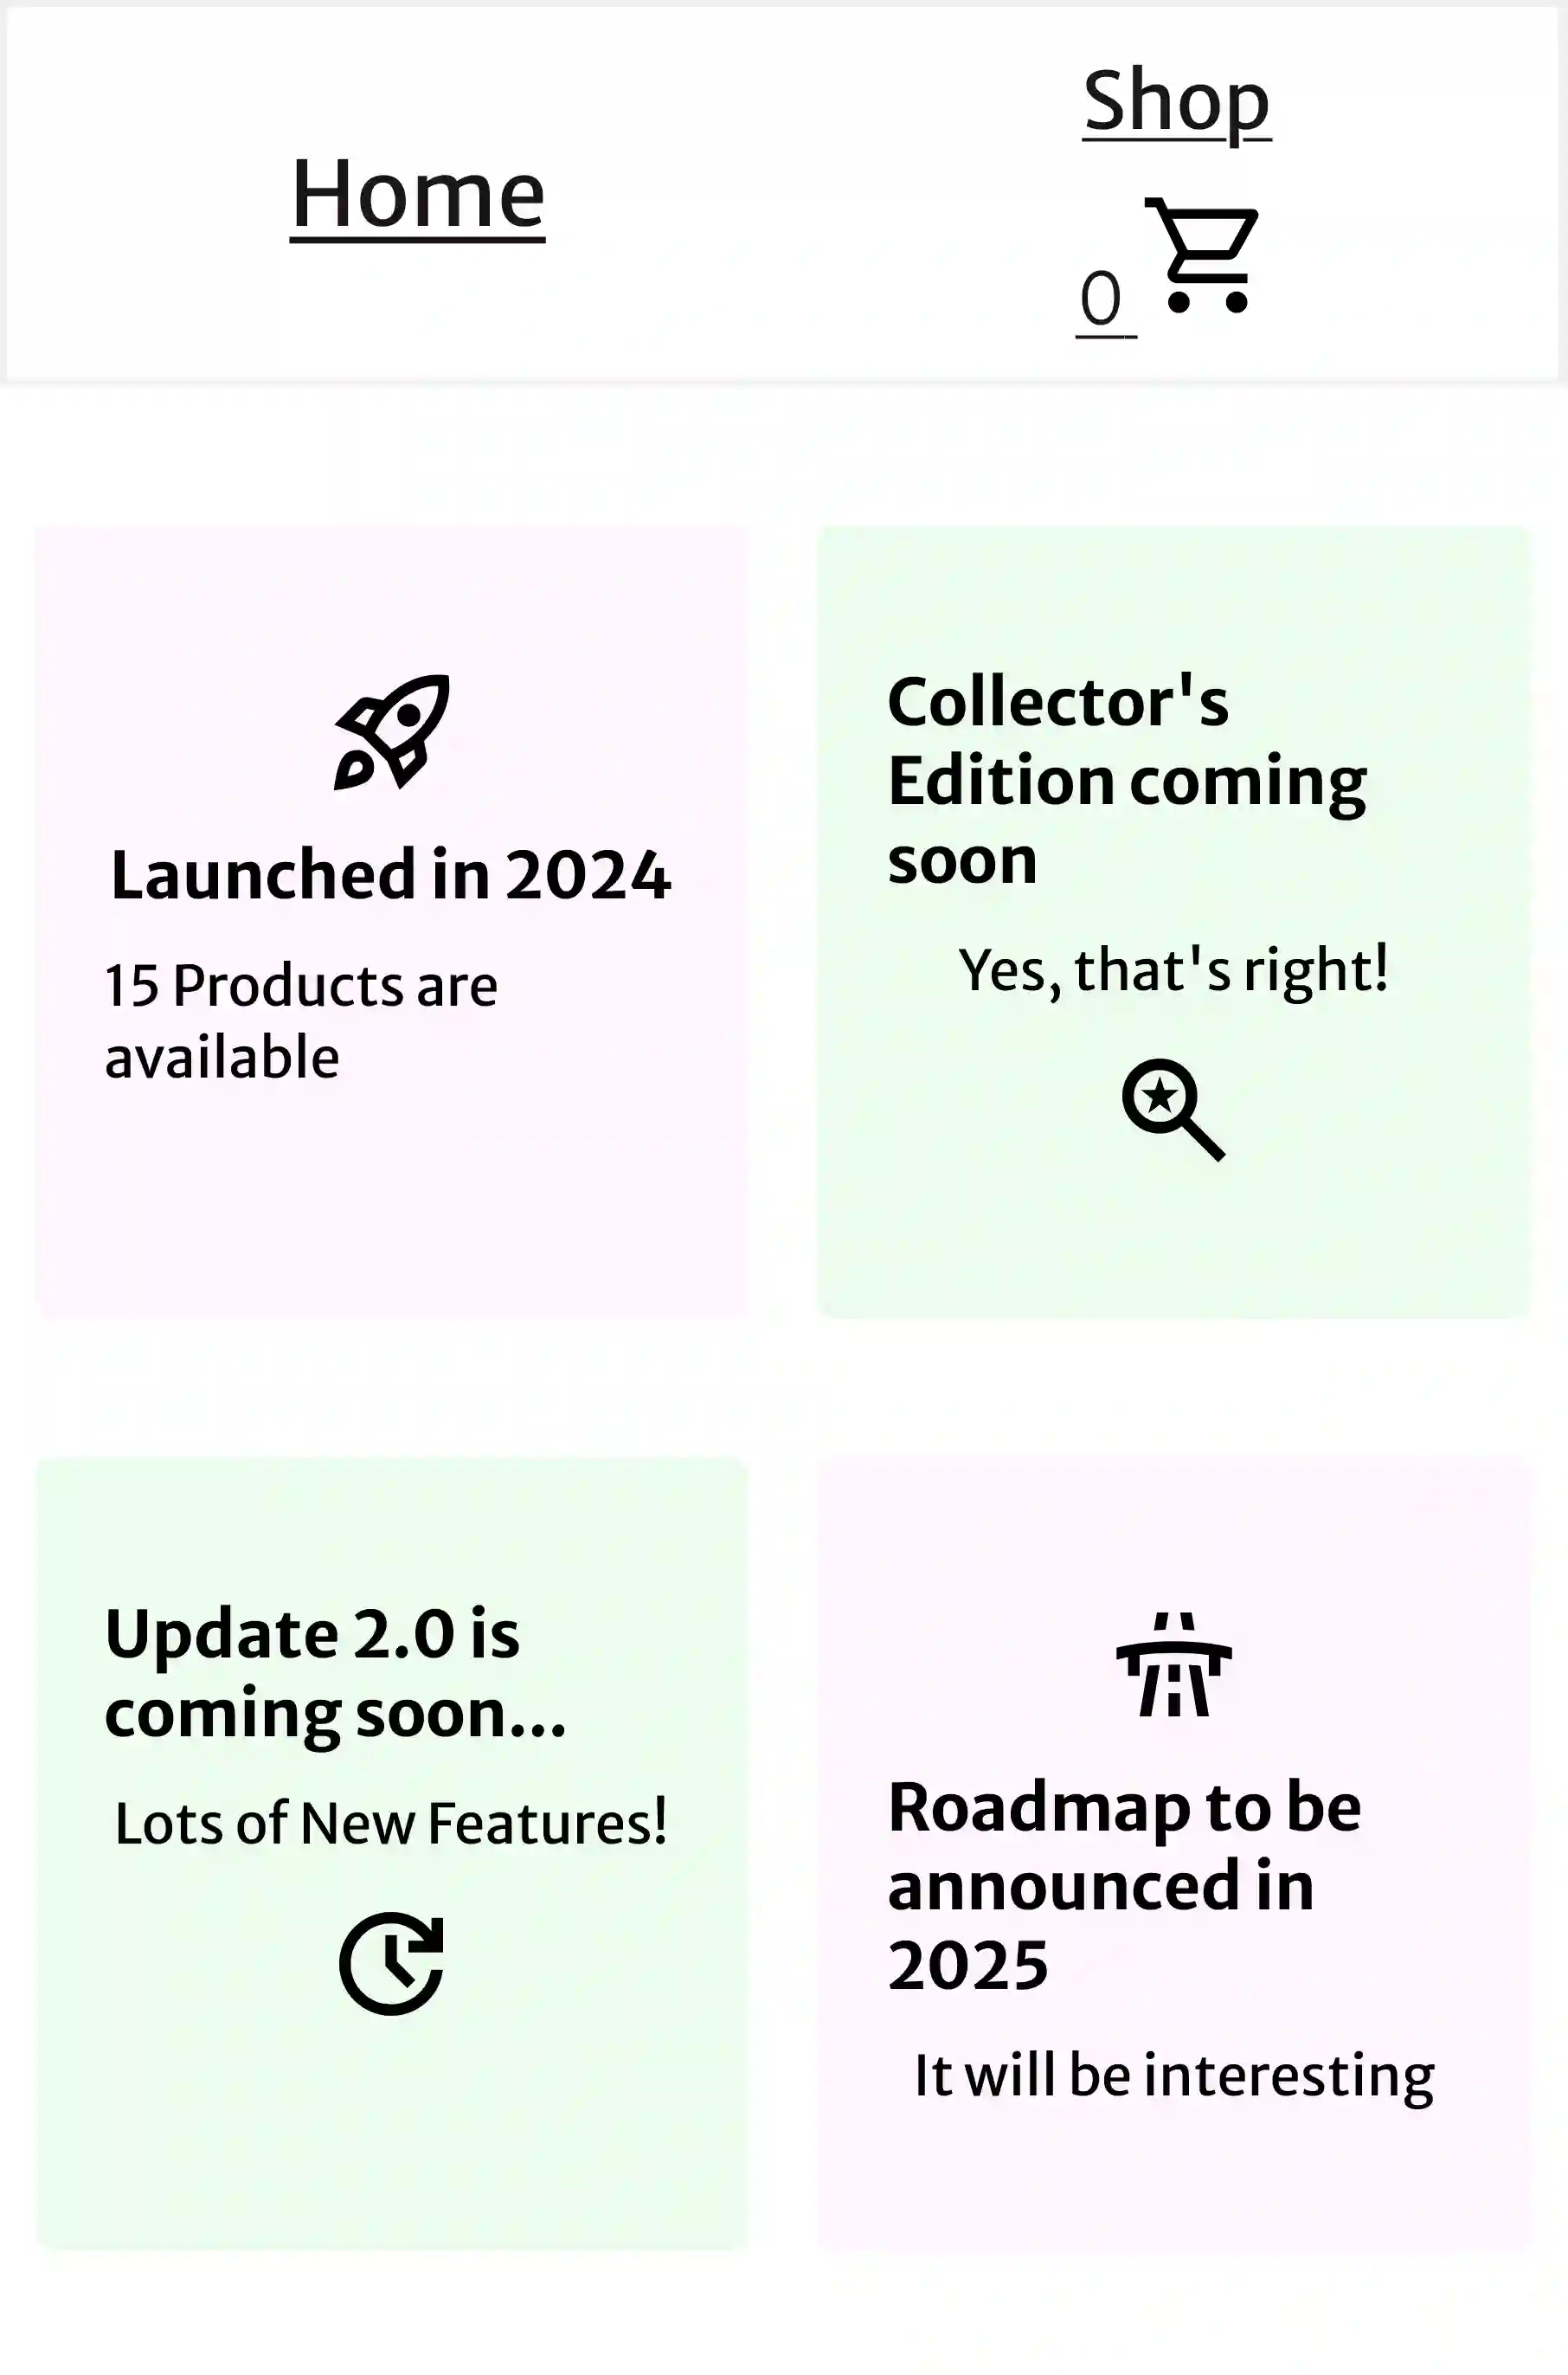 Home
Shop
0
Launched in 2024
15 Products are
available
Collector's
Edition coming
soon
Yes, that's right!
Update 2.0 is
coming soon...
Lots of New Features!
Roadmap to be
announced in
2025
It will be interesting